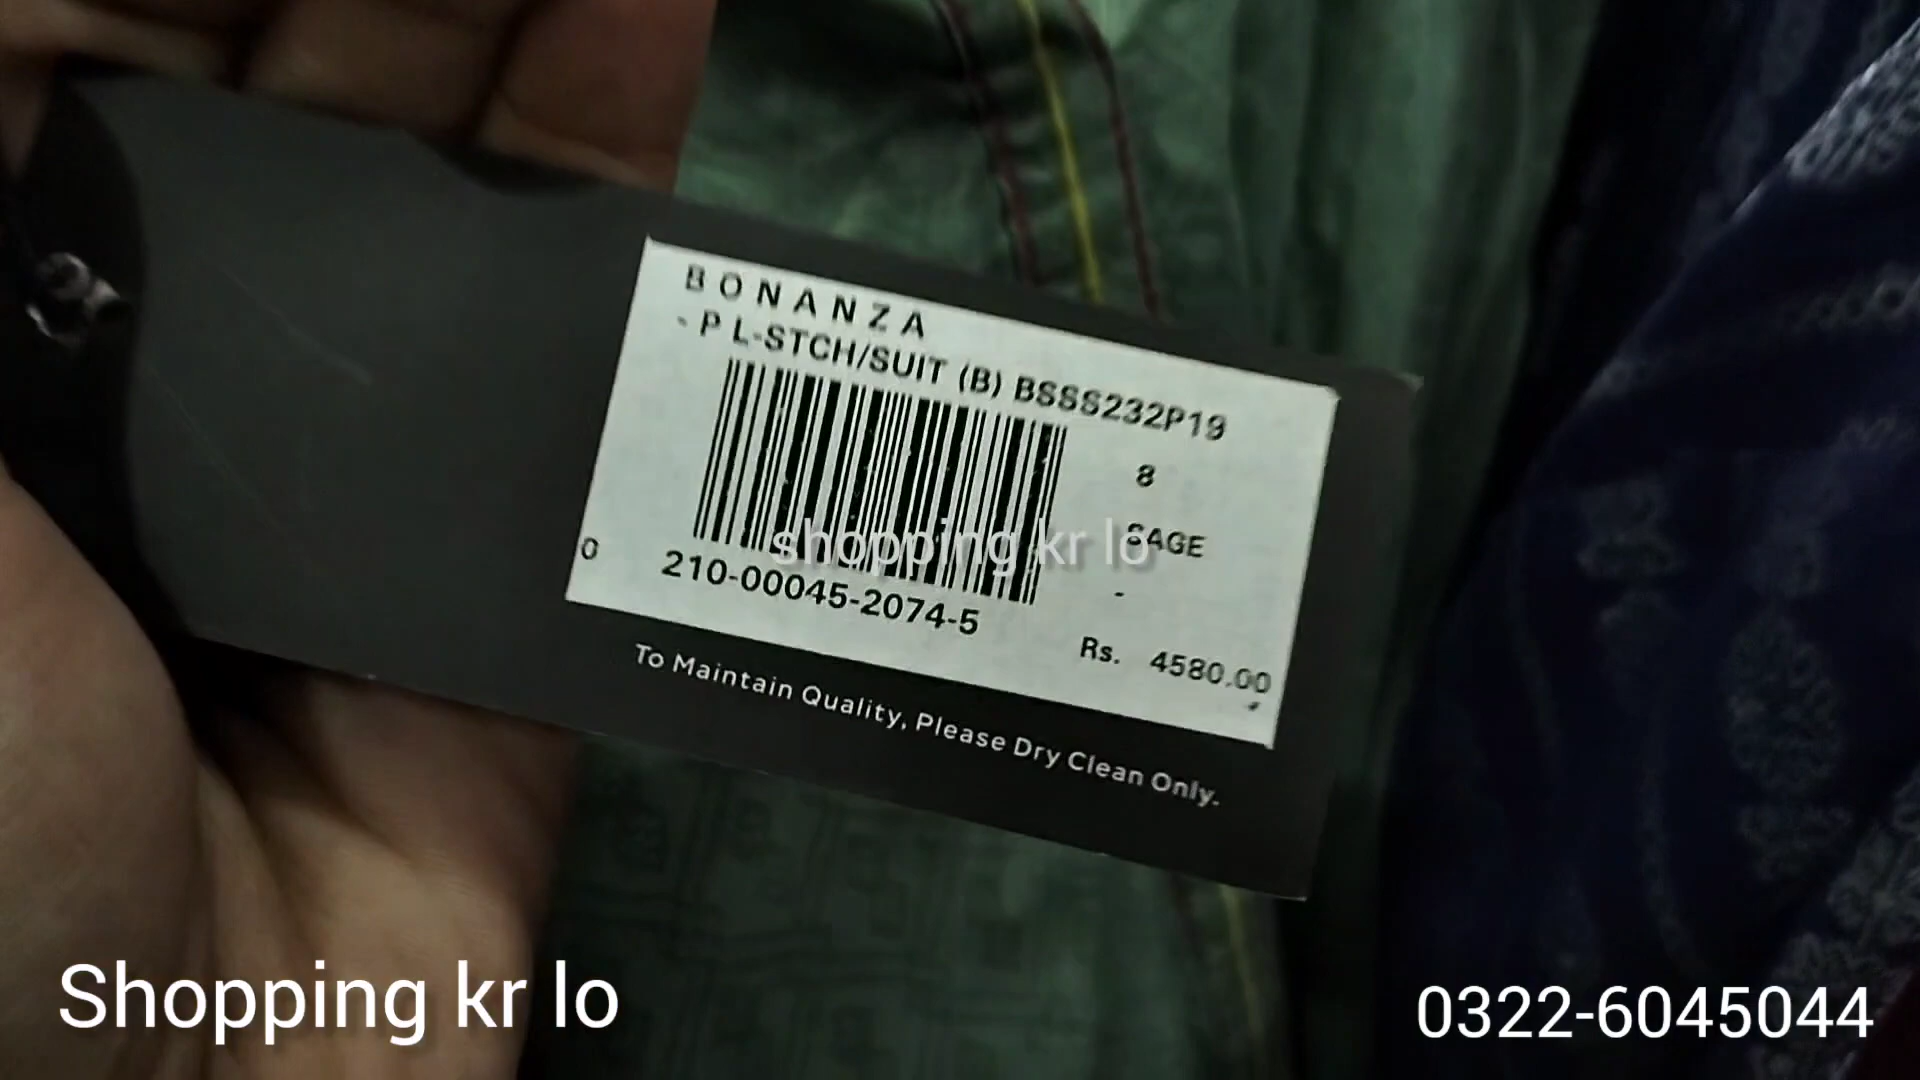 BONANZA
- P L-STCH/SUIT (B) BSSS232P19
8
SAGE
-
0
210-00045-2074-5
Rs. 4580.00
To Maintain Quality, Please Dry Clean Only.
shopping kr lo
Shopping kr lo
0322-6045044